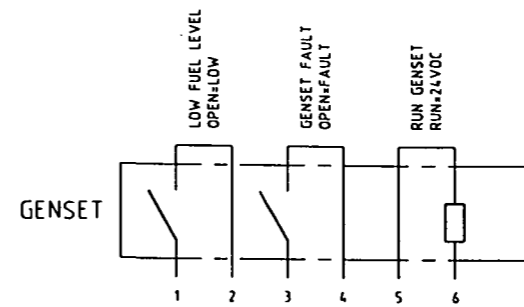 LOW FUEL LEVEL
OPEN=LOW
GENSET FAULT
OPEN=FAULT
RUN GENSET
RUN=24VDC
GENSET
1 2 3 4 5 6